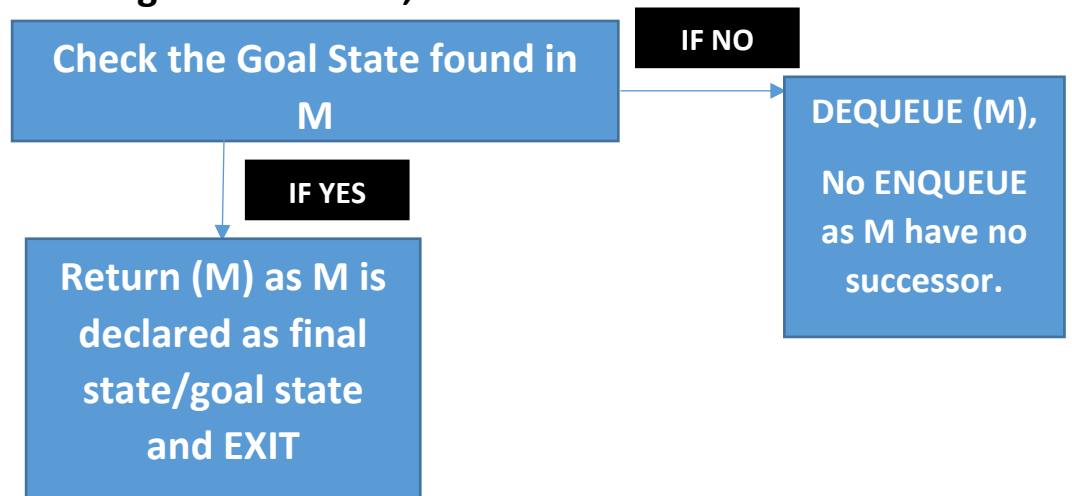 Check the Goal State found in
M
IF NO
DEQUEUE (M),
No ENQUEUE
as M have no
successor.
IF YES
Return (M) as M is
declared as final
state/goal state
and EXIT